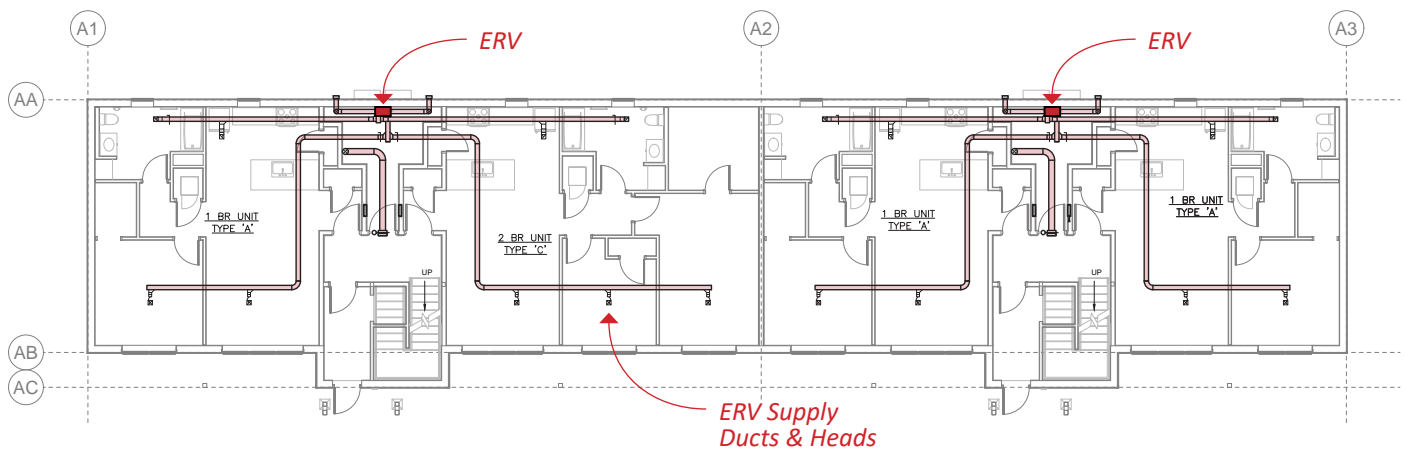 A1
A2
A3
ERV
ERV
AA
1 BR UNIT
TYPE 'A'
2 BR UNIT
TYPE 'C'
1 BR UNIT
TYPE 'A'
1 BR UNIT
TYPE 'A'
UP
UP
AB
AC
ERV Supply
Ducts & Heads